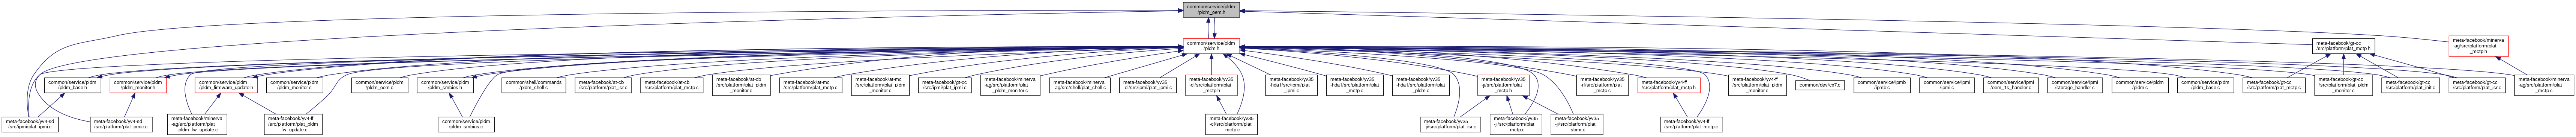 common/service/pldm
/pldm_oem.h
common/service/pldm
/pldm.h
meta-facebook/gt-cc
/src/platform/plat
_mctp.h
meta-facebook/minerva
-ag/src/platform/plat
_mctp.h
common/service/pldm
/pldm_base.h
common/service/pldm
/pldm_monitor.h
common/service/pldm
/pldm_firmware_update.h
common/service/pldm
/pldm_monitor.c
common/service/pldm
/pldm_oem.c
common/service/pldm
/pldm_smbios.h
common/shell/commands
/pldm_shell.c
meta-facebook/at-cb
/src/platform/plat_isr.c
meta-facebook/at-cb
/src/platform/plat_mctp.c
meta-facebook/at-cb
/src/platform/plat_pldm
_monitor.c
meta-facebook/at-mc
/src/platform/plat_mctp.c
meta-facebook/at-mc
/src/platform/plat_pldm
_monitor.c
meta-facebook/gt-cc
/src/ipmi/plat_ipmi.c
meta-facebook/minerva
-ag/src/platform/plat
_pldm_monitor.c
meta-facebook/minerva
-ag/src/shell/plat_shell.c
meta-facebook/yv35
-cl/src/ipmi/plat_ipmi.c
meta-facebook/yv35
-cl/src/platform/plat
_mctp.h
meta-facebook/yv35
-hda1/src/ipmi/plat
_ipmi.c
meta-facebook/yv35
-hda1/src/platform/plat
_mctp.c
meta-facebook/yv35
-hda1/src/platform/plat
_pldm.c
meta-facebook/yv35
-ji/src/platform/plat
_mctp.h
meta-facebook/yv35
-rf/src/platform/plat
_mctp.c
meta-facebook/yv4-ff
/src/platform/plat_mctp.h
meta-facebook/yv4-ff
/src/platform/plat_pldm
_monitor.c
common/dev/cx7.c
common/service/ipmb
/ipmb.c
common/service/ipmi
/ipmi.c
common/service/ipmi
/oem_1s_handler.c
common/service/ipmi
/storage_handler.c
common/service/pldm
/pldm.c
common/service/pldm
/pldm_base.c
meta-facebook/gt-cc
/src/platform/plat_mctp.c
meta-facebook/gt-cc
/src/platform/plat_pldm
_monitor.c
meta-facebook/gt-cc
/src/platform/plat_init.c
meta-facebook/gt-cc
/src/platform/plat_isr.c
meta-facebook/minerva
-ag/src/platform/plat
_mctp.c
meta-facebook/yv4-sd
/src/ipmi/plat_ipmi.c
meta-facebook/yv4-sd
/src/platform/plat_pmic.c
meta-facebook/minerva
-ag/src/platform/plat
_pldm_fw_update.c
meta-facebook/yv4-ff
/src/platform/plat_pldm
_fw_update.c
common/service/pldm
/pldm_smbios.c
meta-facebook/yv35
-cl/src/platform/plat
_mctp.c
meta-facebook/yv35
-ji/src/platform/plat_isr.c
meta-facebook/yv35
-ji/src/platform/plat
_mctp.c
meta-facebook/yv35
-ji/src/platform/plat
_sbmr.c
meta-facebook/yv4-ff
/src/platform/plat_mctp.c